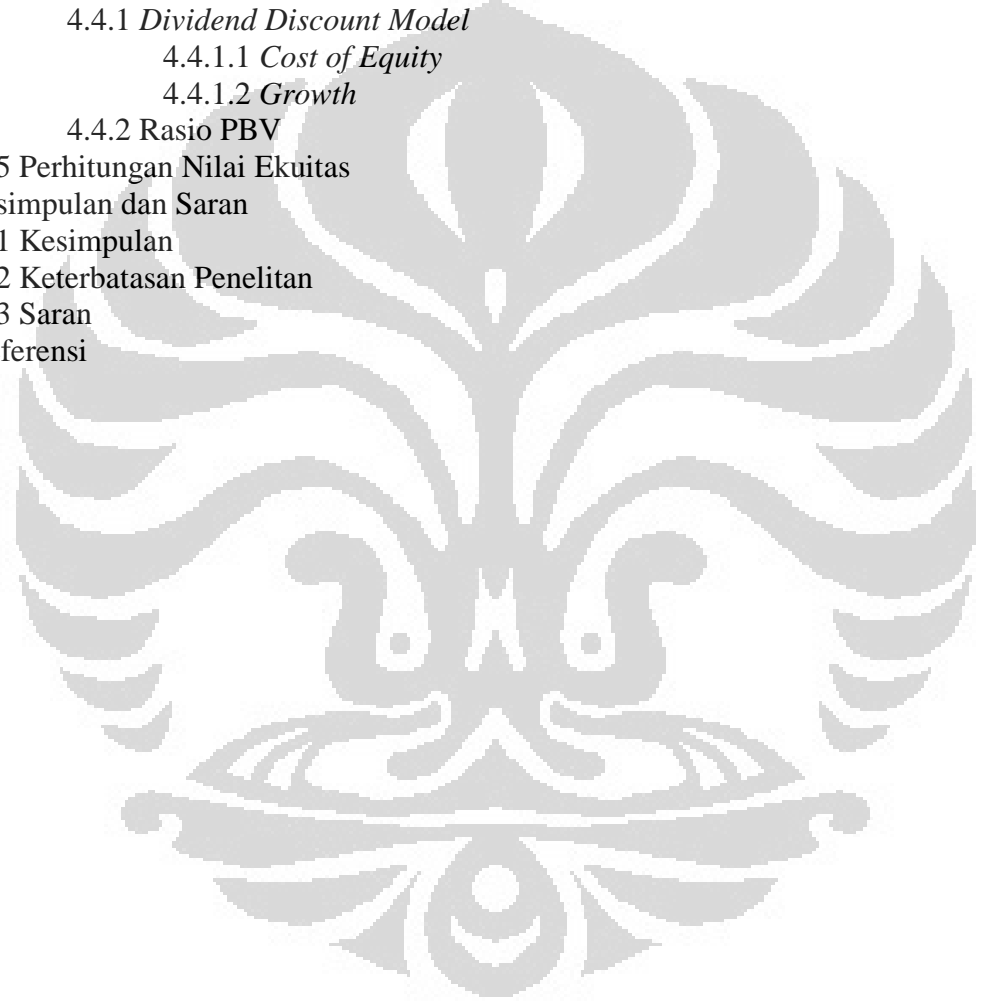 4.4.1 Dividend Discount Model
4.4.1.1 Cost of Equity
4.4.1.2 Growth
4.4.2 Rasio PBV
5 Perhitungan Nilai Ekuitas
simpulan dan Saran
1 Kesimpulan
2 Keterbatasan Penelitan
3 Saran
ferensi